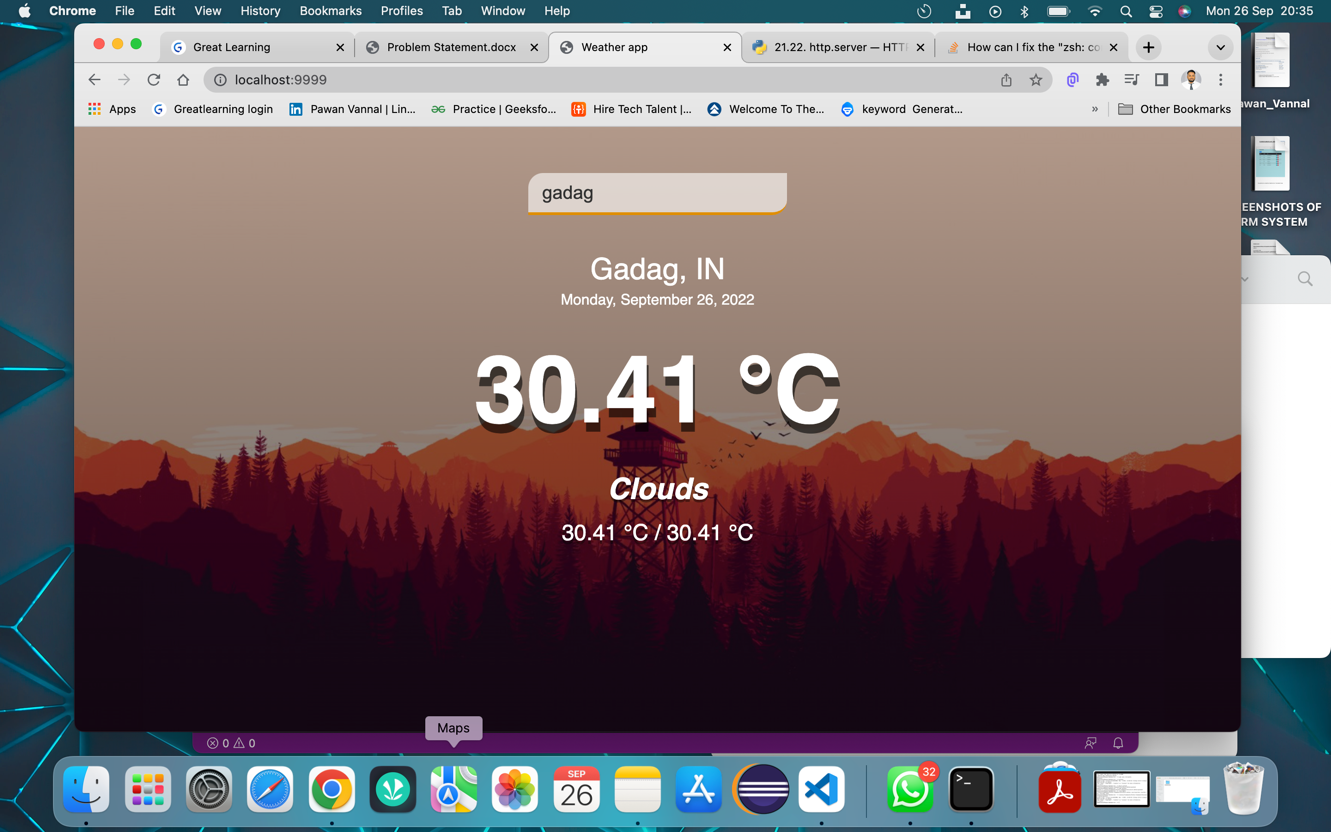 Chrome File Edit View History Bookmarks Profiles Tab Window Help Mon 26 Sep 20:35
Great Learning Problem Statement.docx Weather app 21.22. http.server — HTT How can I fix the "zsh: co
localhost:9999
Apps Greatlearning login Pawan Vannal | Lin... Practice | Geeksfo... Hire Tech Talent |... Welcome To The... keyword Generat... » Other Bookmarks
awan_Vannal
EENSHOTS OF
RM SYSTEM
gadag
Gadag, IN
Monday, September 26, 2022
30.41 °C
Clouds
30.41 °C / 30.41 °C
Maps
0 0
SEP
26
32